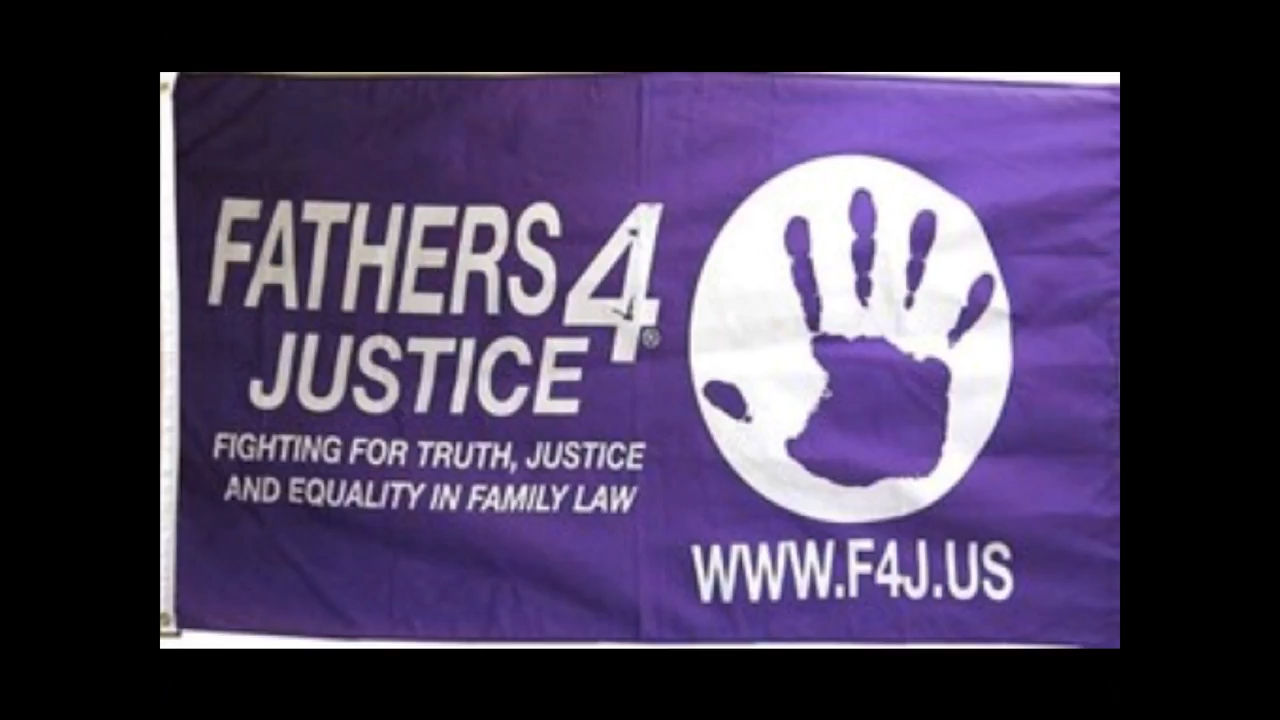 FATHERS 4
JUSTICE®
FIGHTING FOR TRUTH, JUSTICE
AND EQUALITY IN FAMILY LAW
WWW.F4J.US